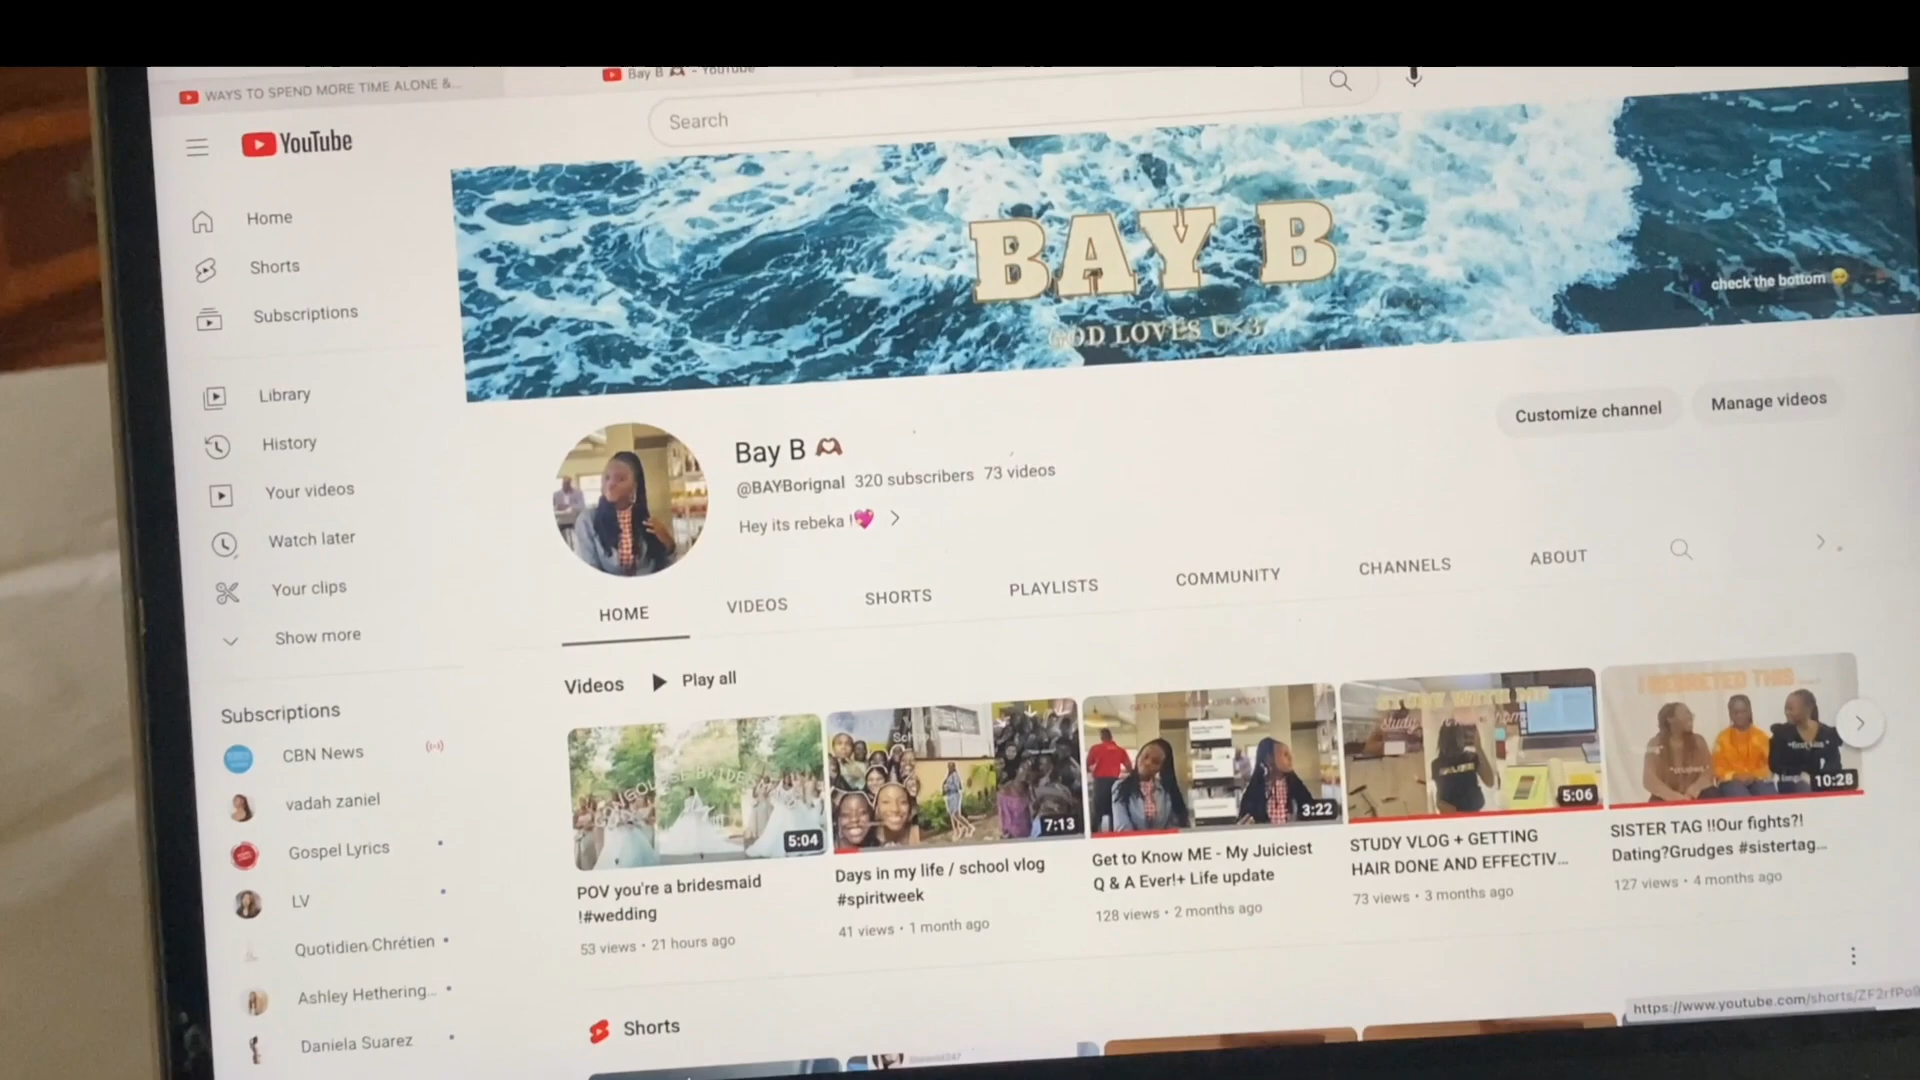 WAYS TO SPEND MORE TIME ALONE &...
Bay B - YouTube
YouTube
Search
Home
Shorts
Subscriptions
Library
History
Your videos
Watch later
Your clips
Show more
Subscriptions
CBN News
vadah zaniel
Gospel Lyrics
LV
Quotidien Chrétien
Ashley Hethering...
Daniela Suarez
BAY B
GOD LOVES U<3
check the bottom 🥺
Customize channel
Manage videos
Bay B 🫶🏾
@BAYBorignal 320 subscribers 73 videos
Hey its rebeka !💖
HOME
VIDEOS
SHORTS
PLAYLISTS
COMMUNITY
CHANNELS
ABOUT
Videos
Play all
5:04
POV you're a bridesmaid
!#wedding
53 views • 21 hours ago
7:13
Days in my life / school vlog
#spiritweek
41 views • 1 month ago
3:22
Get to Know ME - My Juiciest
Q & A Ever!+ Life update
128 views • 2 months ago
STUDY WITH ME
5:06
STUDY VLOG + GETTING
HAIR DONE AND EFFECTIV...
73 views • 3 months ago
I REGRETED THIS
10:28
SISTER TAG !!Our fights?!
Dating?Grudges #sistertag...
127 views • 4 months ago
Shorts
https://www.youtube.com/shorts/ZF2rfPo9